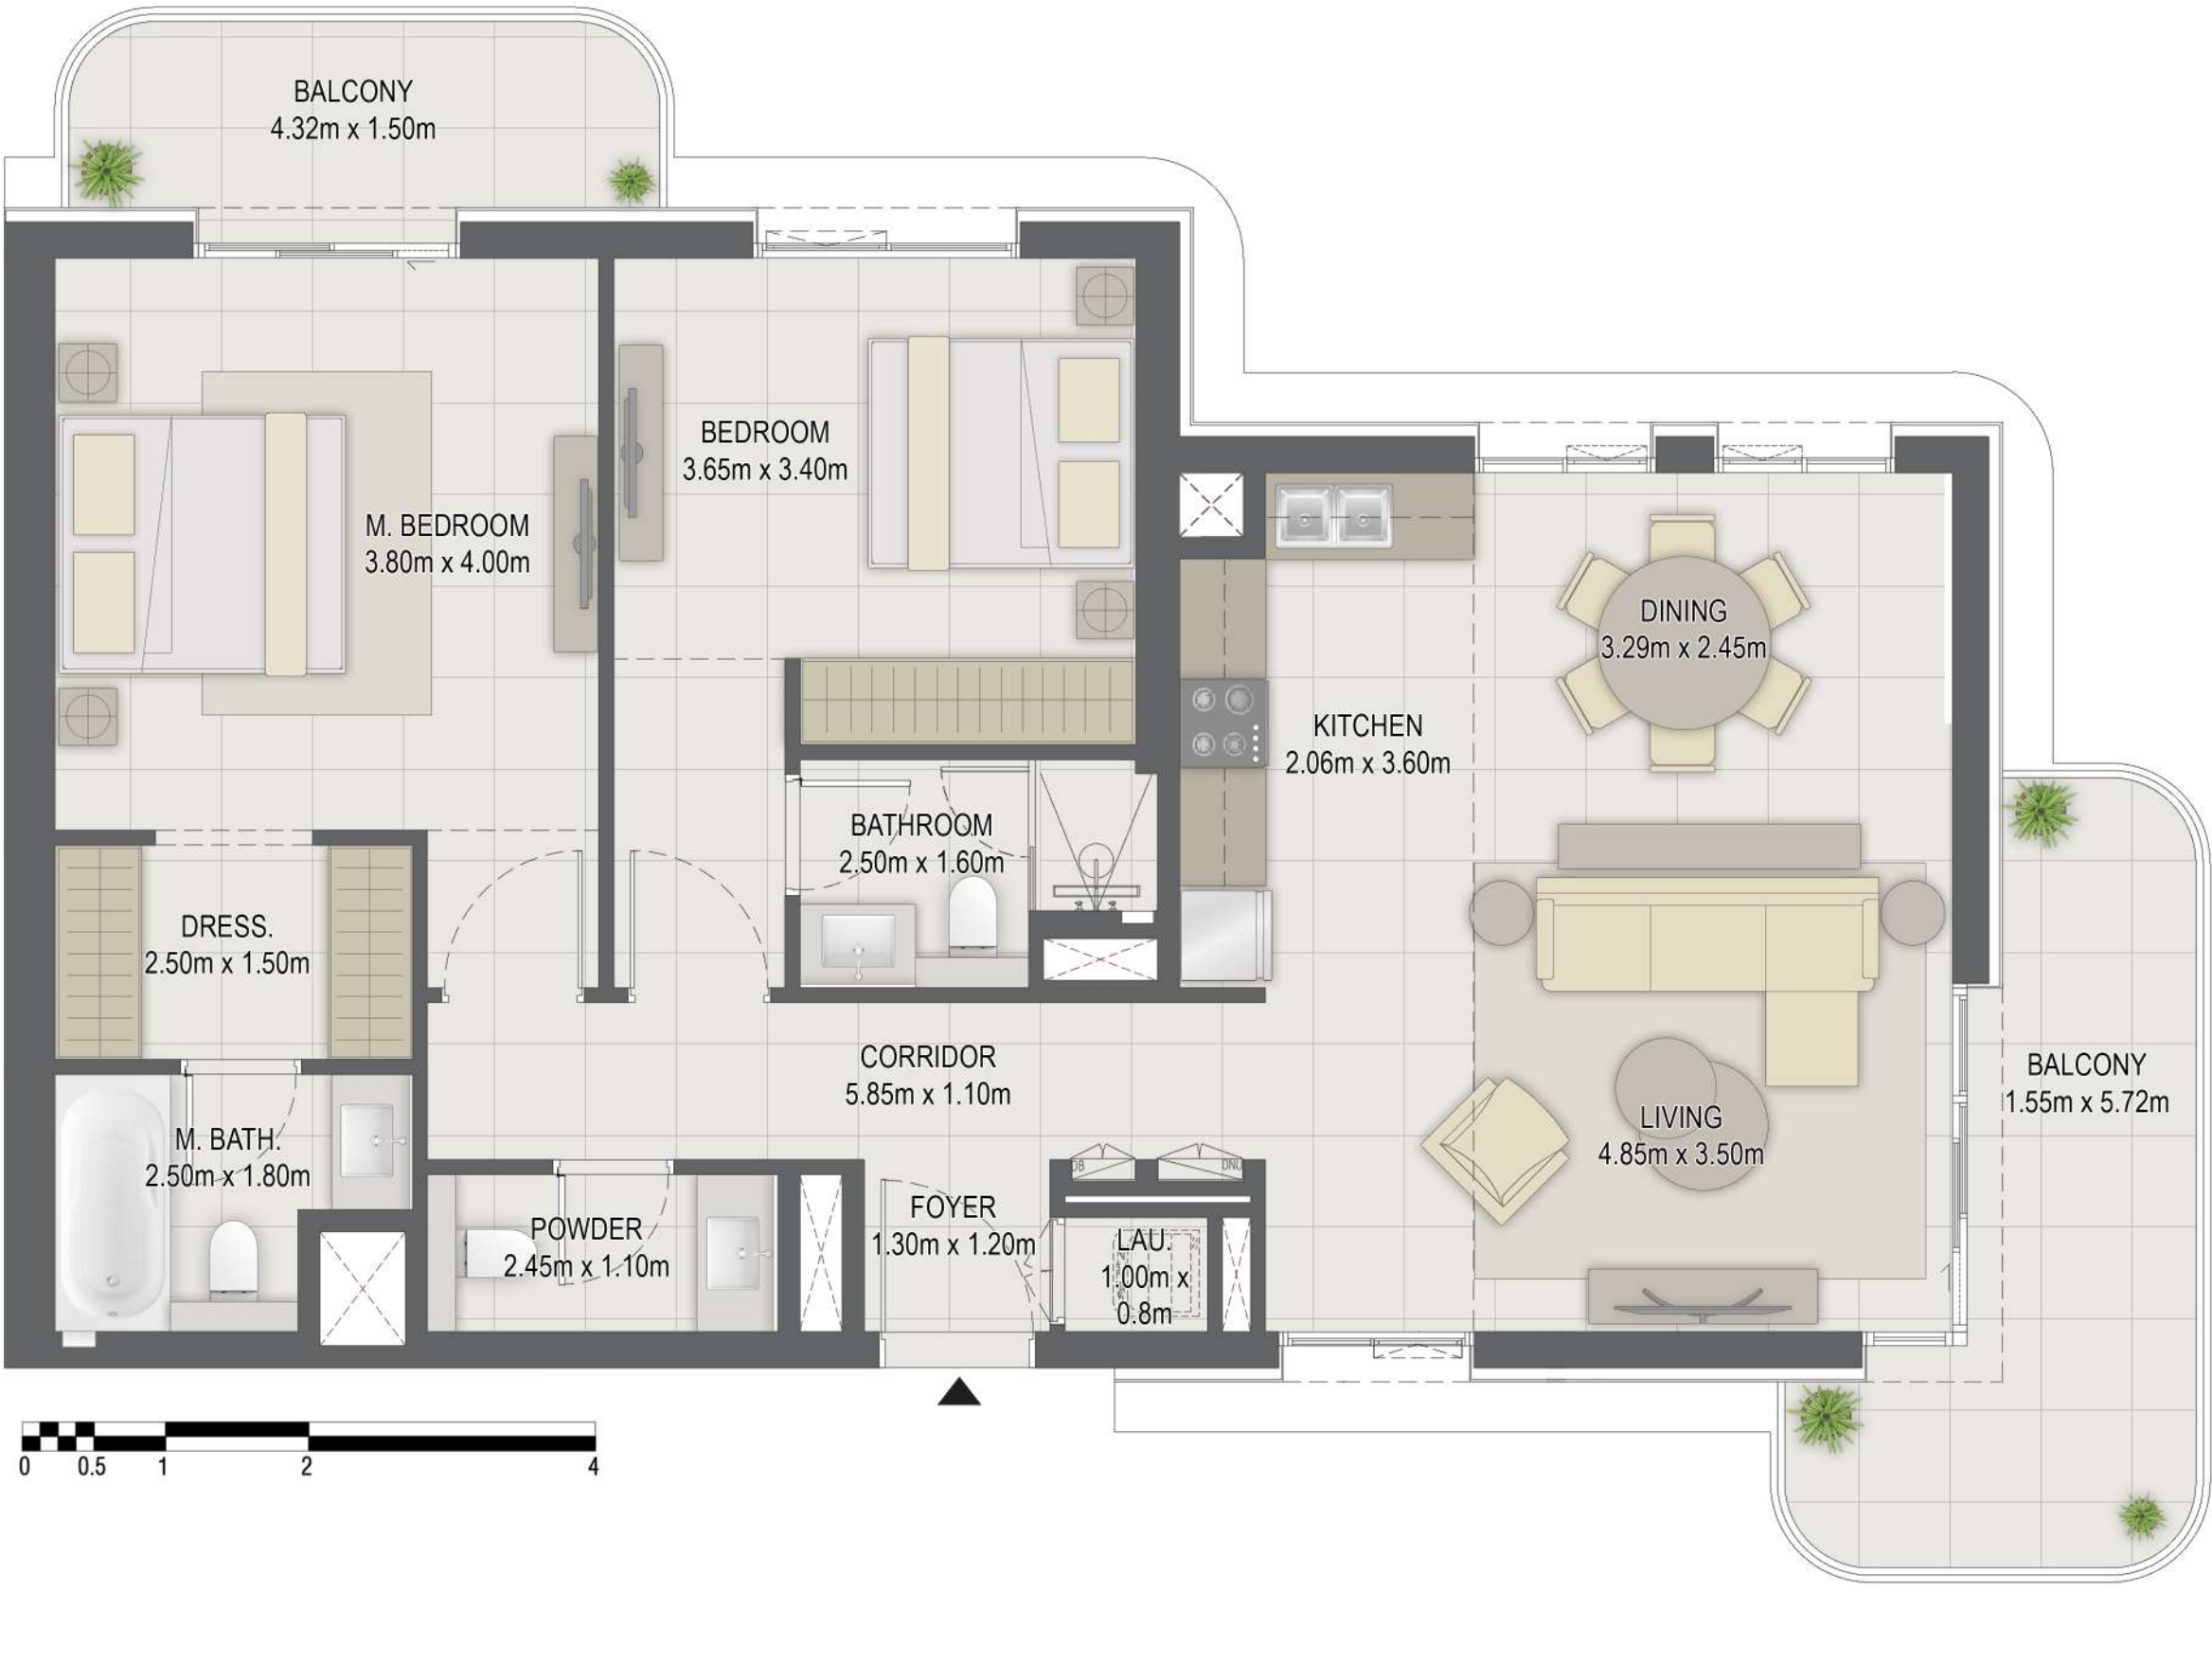 BALCONY
4.32m x 1.50m
BEDROOM
3.65m x 3.40m
M. BEDROOM
3.80m x 4.00m
DINING
3.29m x 2.45m
KITCHEN
2.06m x 3.60m
BATHROOM
2.50m x 1.60m
DRESS.
2.50m x 1.50m
CORRIDOR
5.85m x 1.10m
BALCONY
1.55m x 5.72m
LIVING
4.85m x 3.50m
M. BATH.
2.50m x 1.80m
DB
DNU
FOYER
1.30m x 1.20m
POWDER
2.45m x 1.10m
LAU.
1.00m x
0.8m
0 0.5 1 2 4